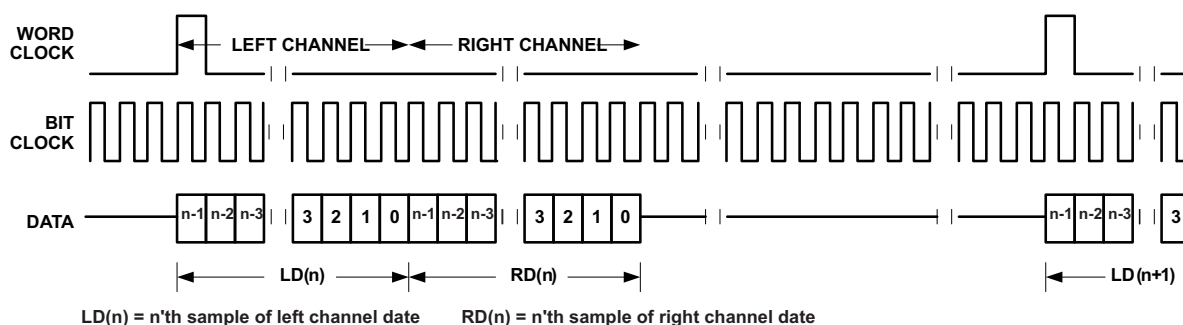 WORD
CLOCK
LEFT CHANNEL
RIGHT CHANNEL
BIT
CLOCK
DATA
n-1 n-2 n-3 3 2 1 0 n-1 n-2 n-3 3 2 1 0 n-1 n-2 n-3 3
LD(n) RD(n) LD(n+1)
LD(n) = n'th sample of left channel date RD(n) = n'th sample of right channel date